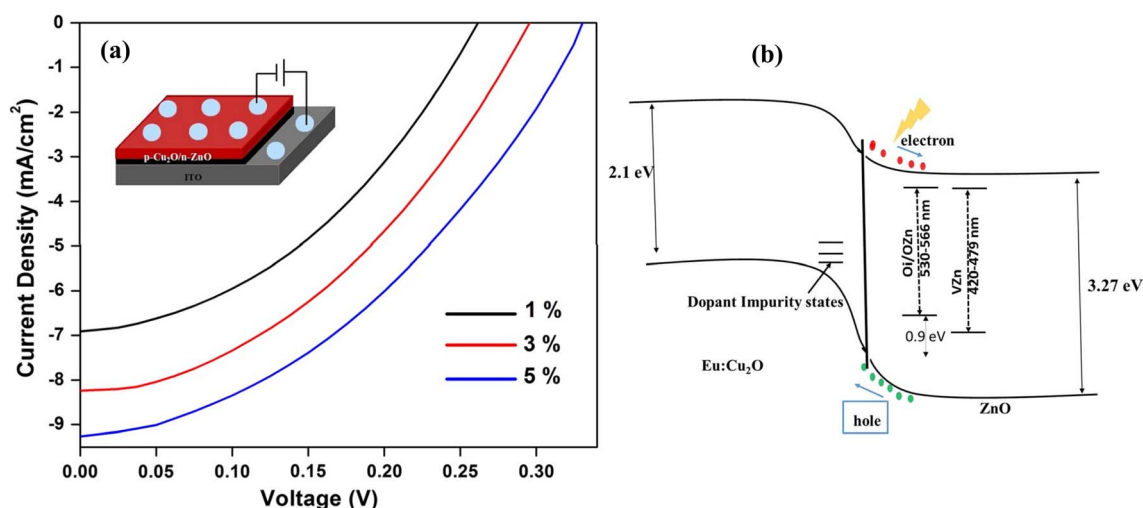 (a)
0
-1
-2
-3
-4
-5
-6
-7
-8
-9
Current Density (mA/cm²)
0.00 0.05 0.10 0.15 0.20 0.25 0.30
Voltage (V)
p-Cu₂O/n-ZnO
ITO
1 %
3 %
5 %
(b)
electron
2.1 eV
Oi/OZn
530-566 nm
VZn
420-479 nm
3.27 eV
Dopant Impurity states
0.9 eV
Eu:Cu₂O
ZnO
hole